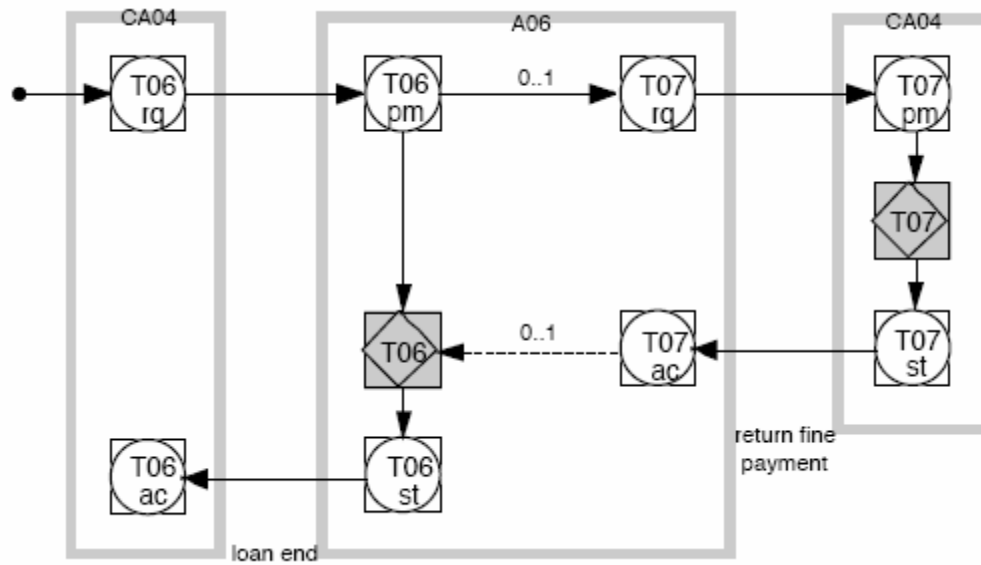 CA04
A06
CA04
T06
rq
T06
pm
0..1
T07
rq
T07
pm
T07
T06
0..1
T07
ac
T07
st
return fine
payment
T06
ac
T06
st
loan end